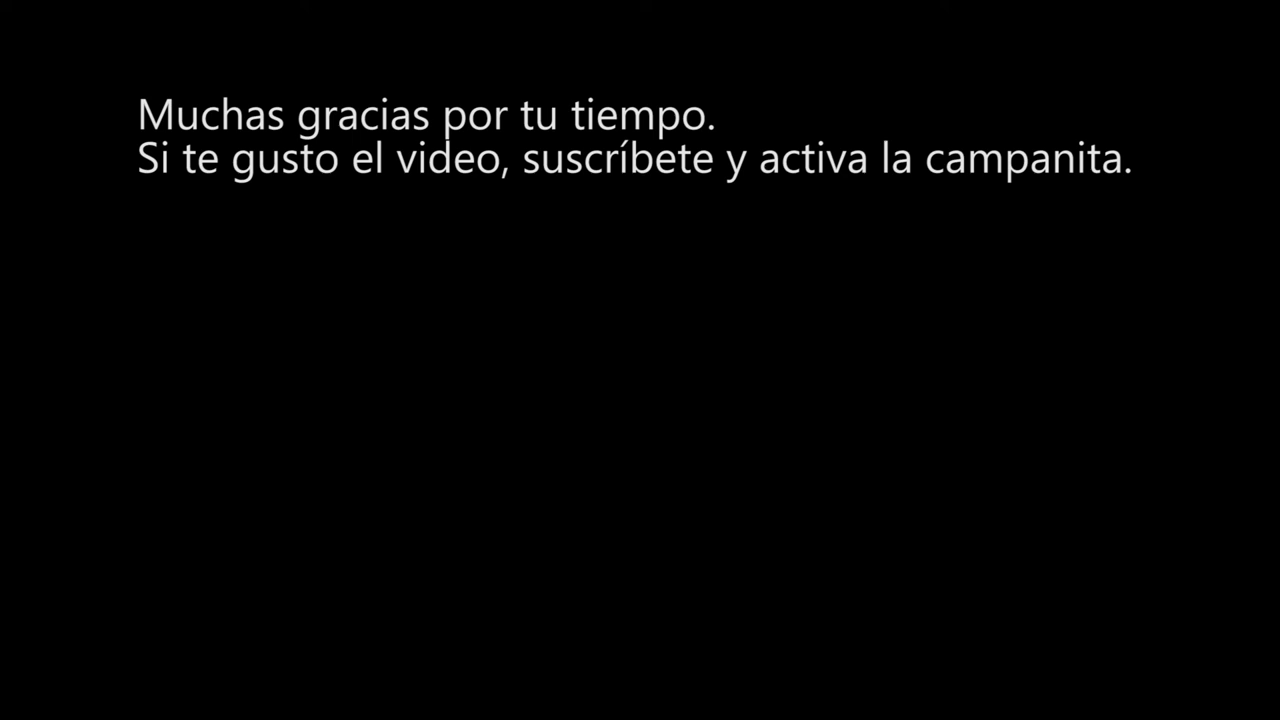 Muchas gracias por tu tiempo.
Si te gusto el video, suscríbete y activa la campanita.